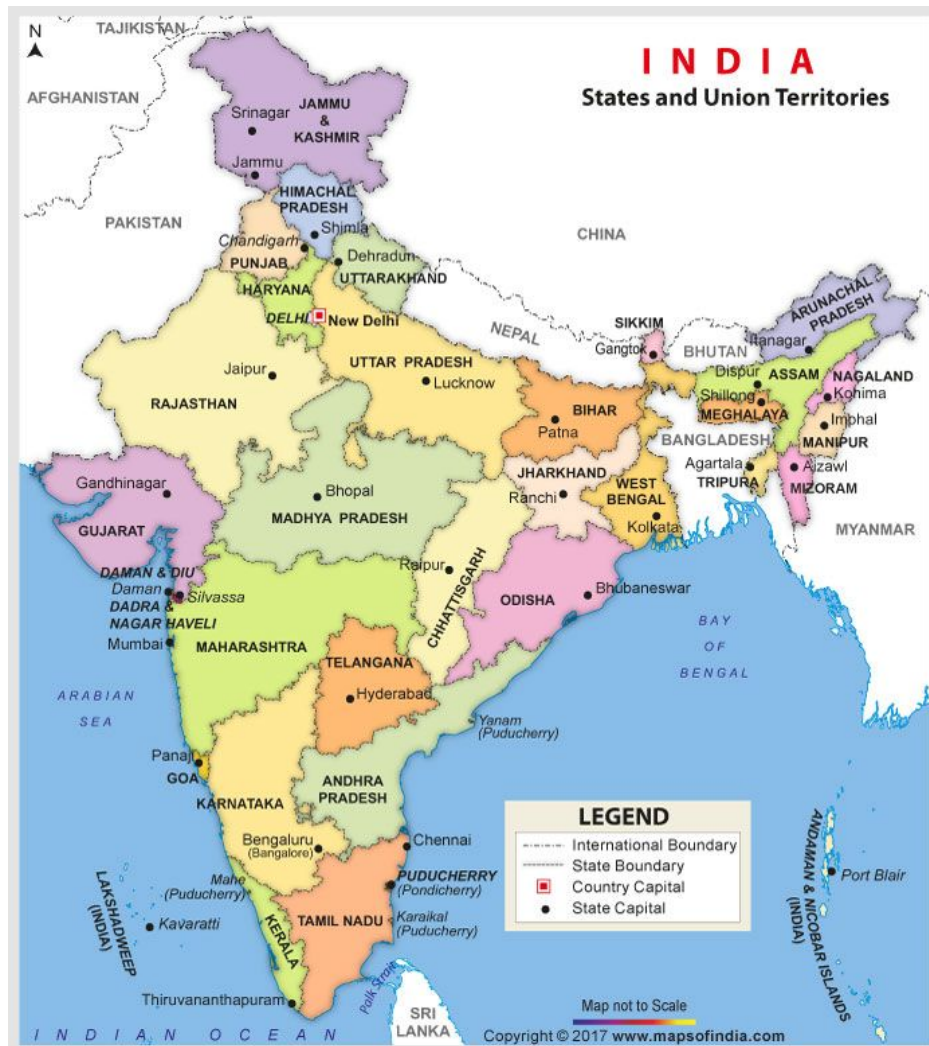 N
TAJIKISTAN
AFGHANISTAN
I N D I A
States and Union Territories
JAMMU
&
KASHMIR
Srinagar
Jammu
PAKISTAN
CHINA
HIMACHAL
PRADESH
Shimla
Chandigarh
PUNJAB
Dehradun
UTTARAKHAND
HARYANA
DELHI
New Delhi
NEPAL
SIKKIM
Gangtok
BHUTAN
ARUNACHAL
PRADESH
Itanagar
Dispur
ASSAM
NAGALAND
Kohima
Shillong
MEGHALAYA
Imphal
MANIPUR
BANGLADESH
Agartala
TRIPURA
Aizawl
MIZORAM
MYANMAR
Jaipur
RAJASTHAN
UTTAR PRADESH
Lucknow
BIHAR
Patna
JHARKHAND
Ranchi
WEST
BENGAL
Kolkata
Gandhinagar
GUJARAT
Bhopal
MADHYA PRADESH
CHHATTISGARH
Raipur
ODISHA
Bhubaneswar
DAMAN & DIU
Daman
Silvassa
DADRA &
NAGAR HAVELI
Mumbai
MAHARASHTRA
TELANGANA
Hyderabad
BAY
OF
BENGAL
ARABIAN
SEA
Yanam
(Puducherry)
Panaji
GOA
KARNATAKA
ANDHRA
PRADESH
Bengaluru
(Bangalore)
Chennai
Mahe
(Puducherry)
PUDUCHERRY
(Pondicherry)
TAMIL NADU
Karaikal
(Puducherry)
KERALA
LAKSHADWEEP
(INDIA)
Kavaratti
Thiruvananthapuram
Palk Strait
SRI
LANKA
I N D I A N O C E A N
LEGEND
International Boundary
State Boundary
Country Capital
State Capital
ANDAMAN & NICOBAR ISLANDS
(INDIA)
Port Blair
Map not to Scale
Copyright © 2017 www.mapsofindia.com